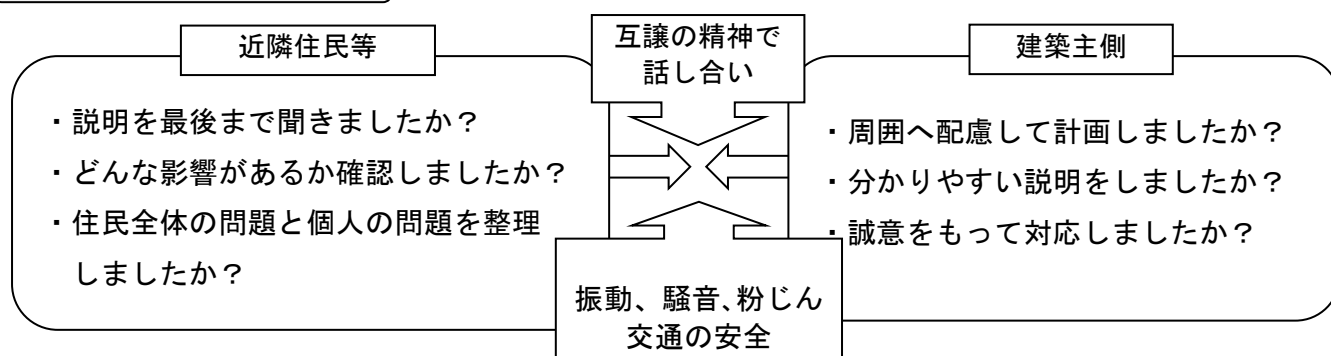 近隣住民等
・説明を最後まで聞きましたか？
・どんな影響があるか確認しましたか？
・住民全体の問題と個人の問題を整理
しましたか？
互譲の精神で
話し合い
振動、騒音、粉じん
交通の安全
建築主側
・周囲へ配慮して計画しましたか？
・分かりやすい説明をしましたか？
・誠意をもって対応しましたか？